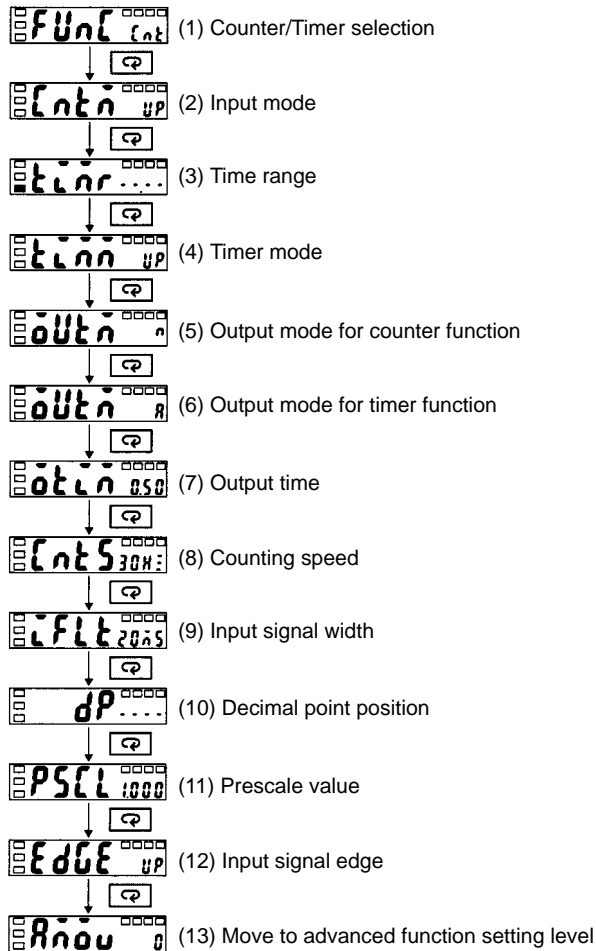 FUnC Cnt (1) Counter/Timer selection
Cntm UP (2) Input mode
timr ---- (3) Time range
timm UP (4) Timer mode
oUtm n (5) Output mode for counter function
oUtm A (6) Output mode for timer function
otim 0.50 (7) Output time
CntS 30HZ (8) Counting speed
iFLt 20mS (9) Input signal width
dP ---- (10) Decimal point position
PSCL 1.000 (11) Prescale value
EdGE UP (12) Input signal edge
Amov 0 (13) Move to advanced function setting level